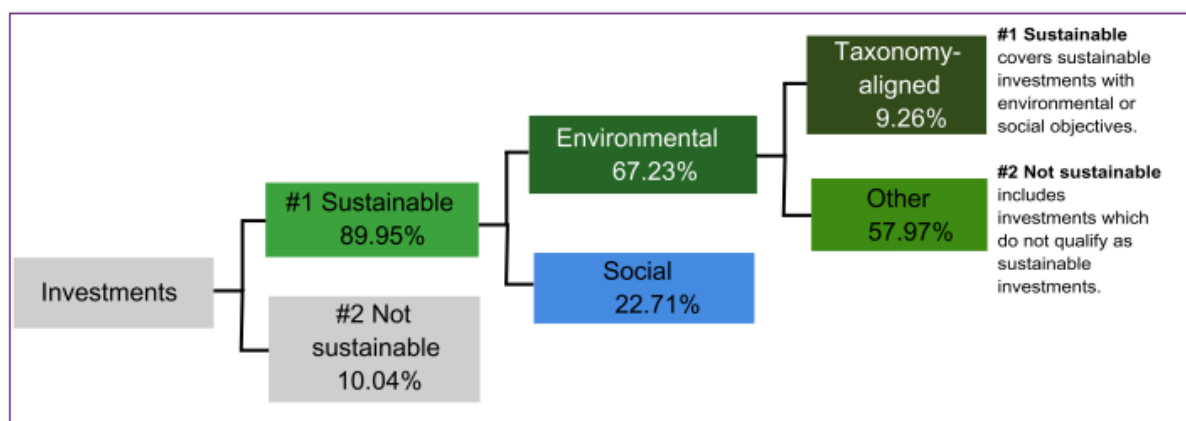 Investments
#1 Sustainable
89.95%
#2 Not
sustainable
10.04%
Environmental
67.23%
Social
22.71%
Taxonomy-
aligned
9.26%
Other
57.97%
#1 Sustainable
covers sustainable
investments with
environmental or
social objectives.
#2 Not sustainable
includes
investments which
do not qualify as
sustainable
investments.